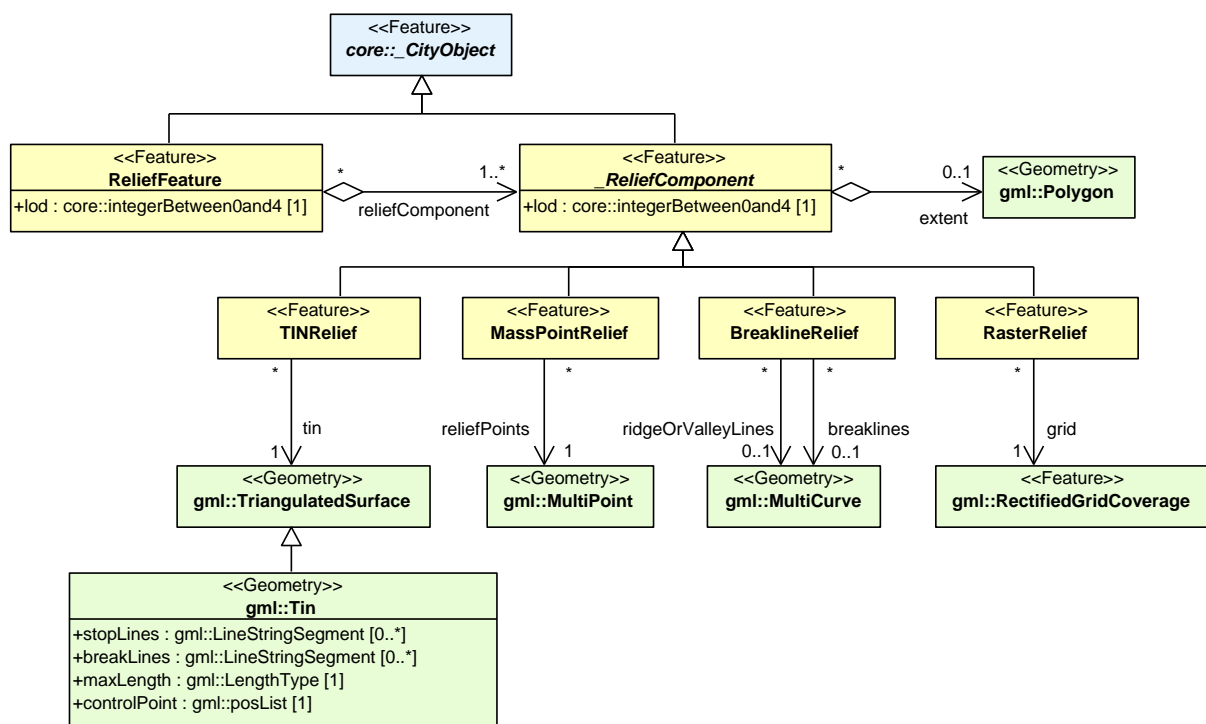 <<Feature>>
core::_CityObject
<<Feature>>
ReliefFeature
+lod : core::integerBetween0and4 [1]
*
1..*
reliefComponent
<<Feature>>
_ReliefComponent
+lod : core::integerBetween0and4 [1]
*
0..1
extent
<<Geometry>>
gml::Polygon
<<Feature>>
TINRelief
<<Feature>>
MassPointRelief
<<Feature>>
BreaklineRelief
<<Feature>>
RasterRelief
*
tin
1
*
reliefPoints
1
*
ridgeOrValleyLines
0..1
*
breaklines
0..1
*
grid
1
<<Geometry>>
gml::TriangulatedSurface
<<Geometry>>
gml::MultiPoint
<<Geometry>>
gml::MultiCurve
<<Feature>>
gml::RectifiedGridCoverage
<<Geometry>>
gml::Tin
+stopLines : gml::LineStringSegment [0..*]
+breakLines : gml::LineStringSegment [0..*]
+maxLength : gml::LengthType [1]
+controlPoint : gml::posList [1]